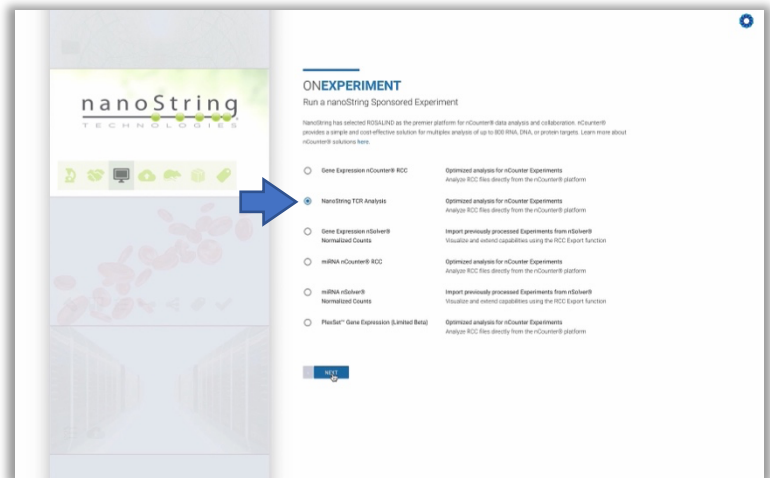 nanoString
TECHNOLOGIES
ONEXPERIMENT
Run a nanoString Sponsored Experiment
NanoString has selected ROSALIND as the premier platform for nCounter® data analysis and collaboration. nCounter®
provides a simple and cost-effective solution for multiplex analysis of up to 800 RNA, DNA, or protein targets. Learn more about
nCounter® solutions here.
Gene Expression nCounter® RCC
Optimized analysis for nCounter Experiments
Analyze RCC files directly from the nCounter® platform
NanoString TCR Analysis
Optimized analysis for nCounter Experiments
Analyze RCC files directly from the nCounter® platform
Gene Expression nSolver®
Normalized Counts
Import previously processed Experiments from nSolver®
Visualize and extend capabilities using the RCC Export function
miRNA nCounter® RCC
Optimized analysis for nCounter Experiments
Analyze RCC files directly from the nCounter® platform
miRNA nSolver®
Normalized Counts
Import previously processed Experiments from nSolver®
Visualize and extend capabilities using the RCC Export function
PlexSet™ Gene Expression (Limited Beta)
Optimized analysis for nCounter Experiments
Analyze RCC files directly from the nCounter® platform
NEXT